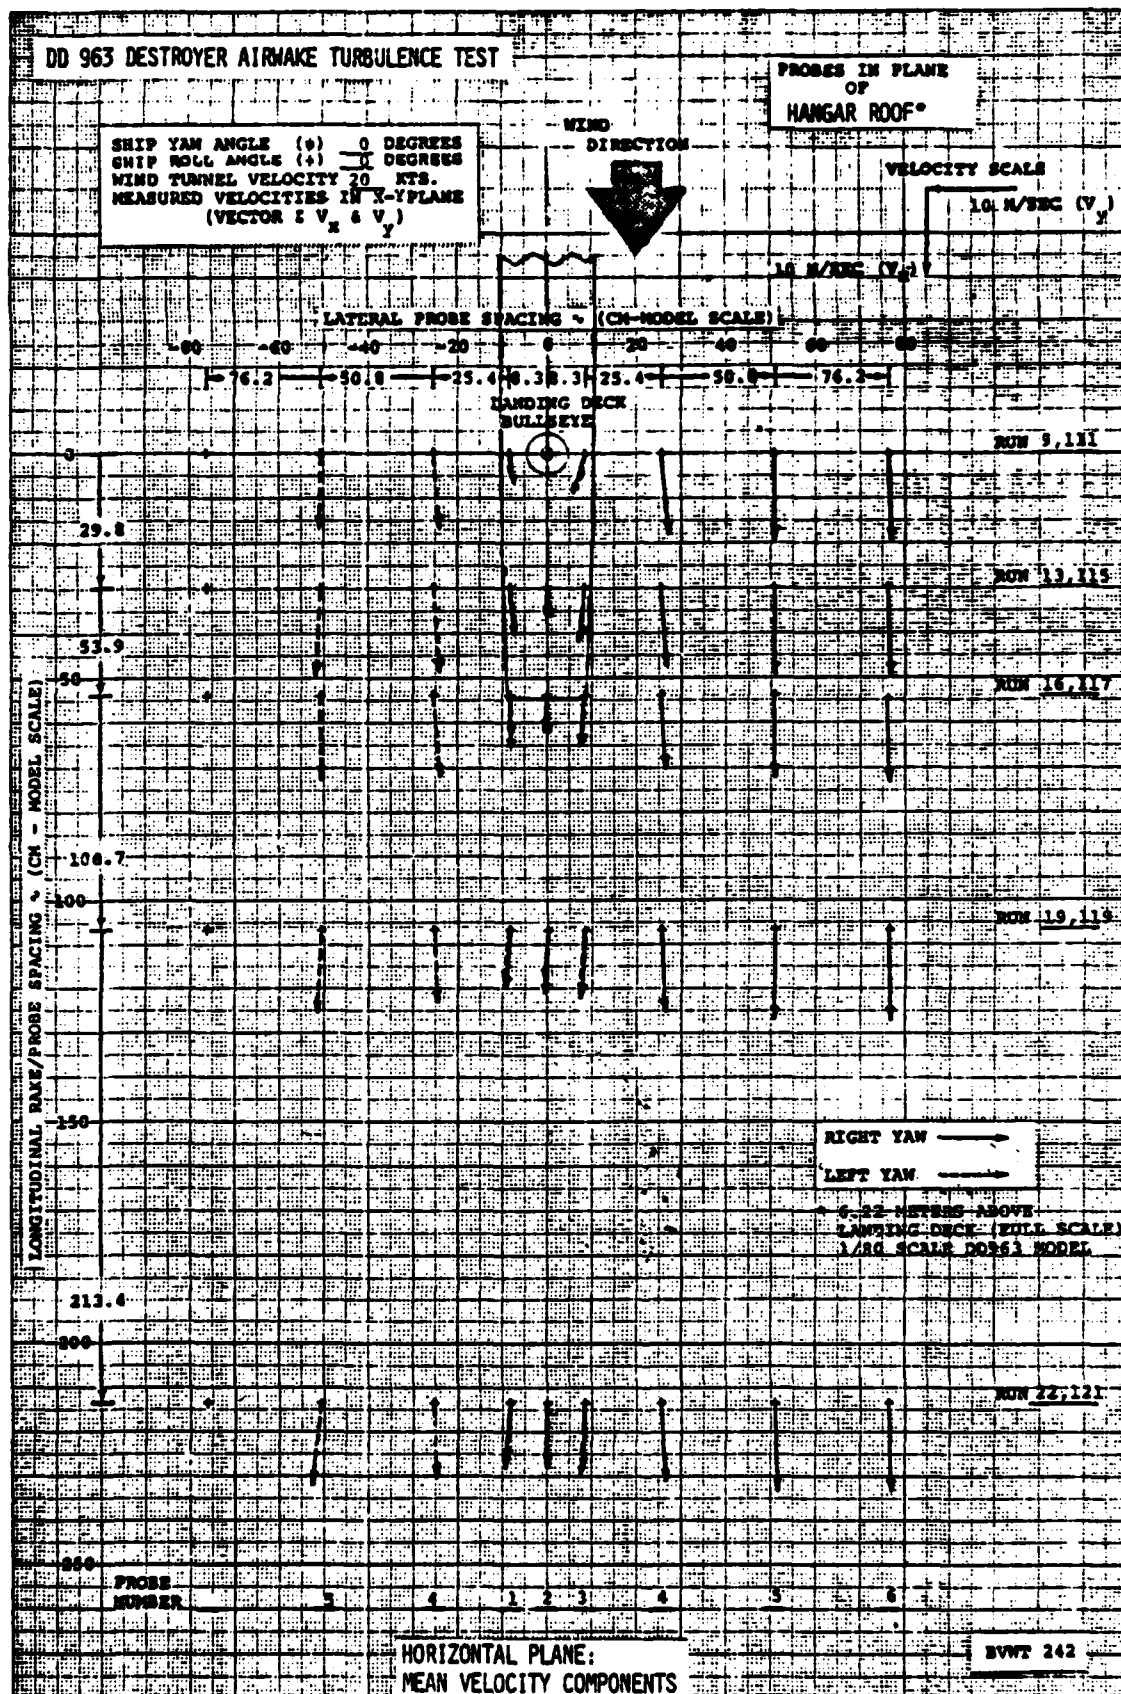 DD 963 DESTROYER AIRWAKE TURBULENCE TEST
PROBES IN PLANE
OF
HANGAR ROOF*
SHIP YAW ANGLE (ψ) 0 DEGREES
SHIP ROLL ANGLE (φ) 0 DEGREES
WIND TUNNEL VELOCITY 20 KTS.
MEASURED VELOCITIES IN X-Y PLANE
(VECTOR Σ Vx & Vy)
WIND
DIRECTION
VELOCITY SCALE
10 M/SEC (Vy)
10 M/SEC (Vx)
LATERAL PROBE SPACING ~ (CM-MODEL SCALE)
-80 -60 -40 -20 0 20 40 60 80
76.2 50.8 25.4 8.3 8.3 25.4 50.8 76.2
LANDING DECK
BULLSEYE
0
RUN 9,111
29.8
RUN 13,115
53.9
50
RUN 16,117
LONGITUDINAL RAKE/PROBE SPACING ~ (CM - MODEL SCALE)
106.7
100
RUN 19,119
150
RIGHT YAW
LEFT YAW
* 6.22 METERS ABOVE
LANDING DECK (FULL SCALE)
1/80 SCALE DD963 MODEL
213.4
200
RUN 22,121
250
PROBE
NUMBER
5 4 1 2 3 4 5 6
HORIZONTAL PLANE:
MEAN VELOCITY COMPONENTS
BVWT 242